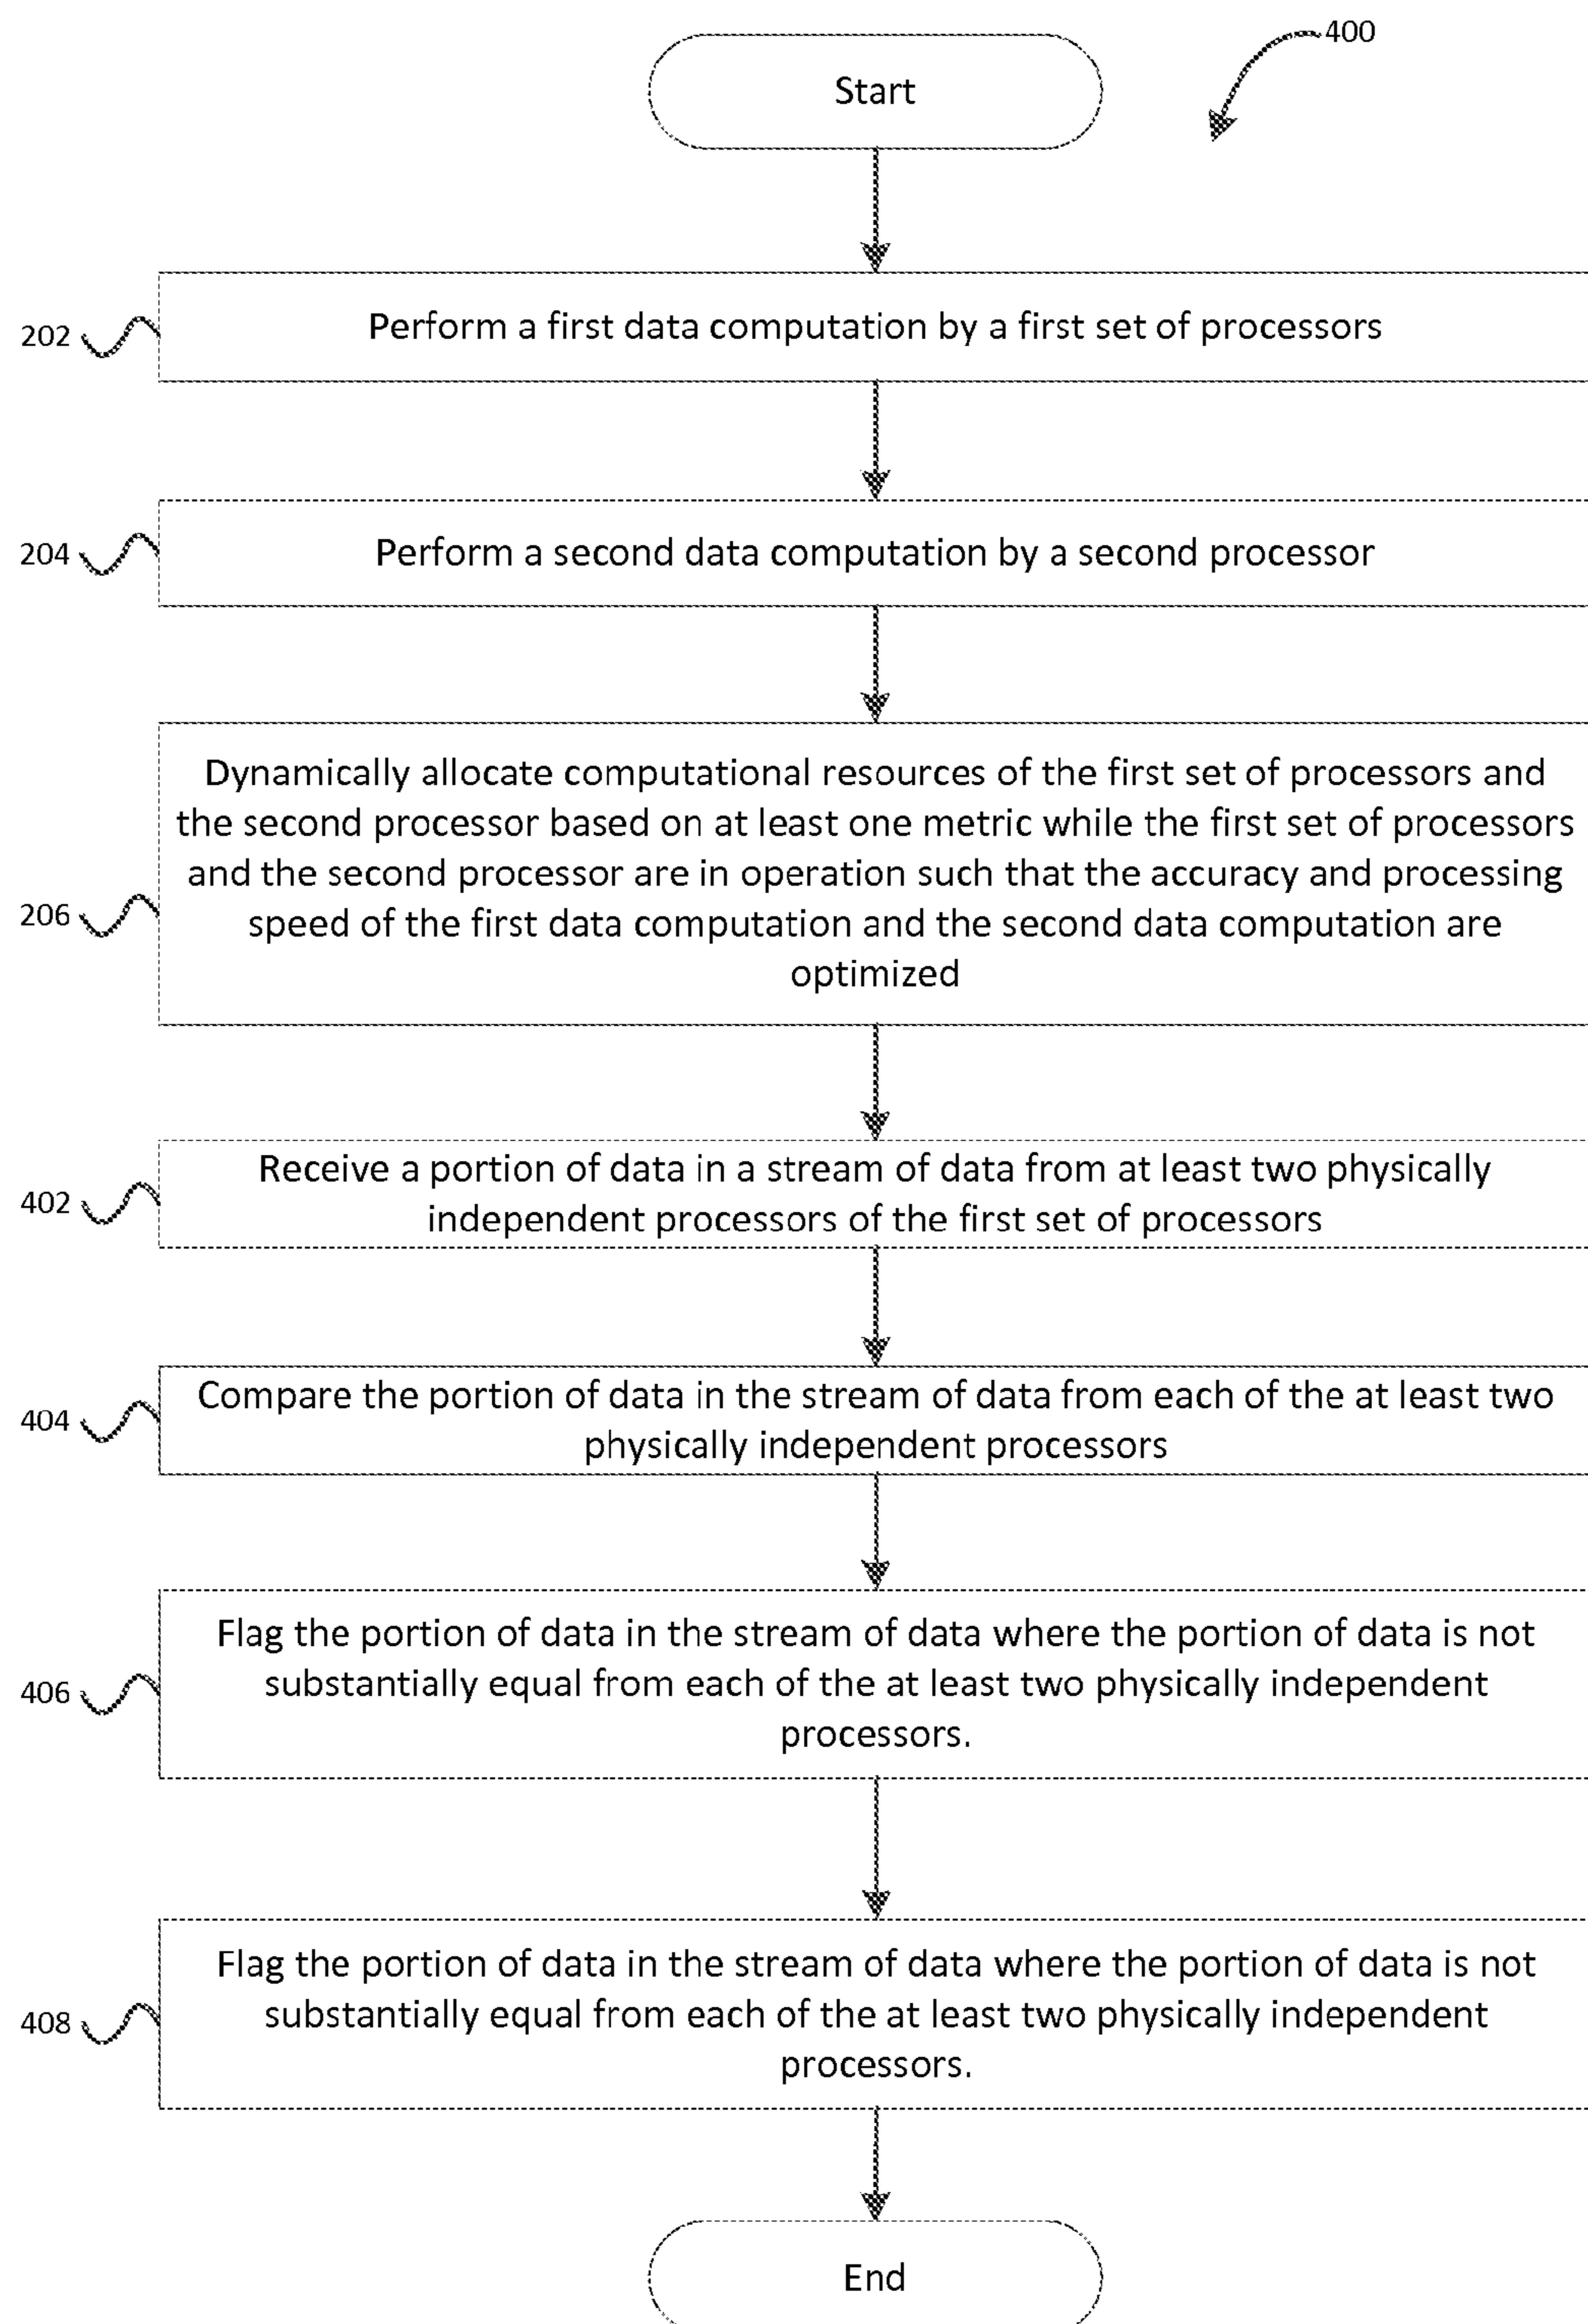 400
Start
202
Perform a first data computation by a first set of processors
204
Perform a second data computation by a second processor
Dynamically allocate computational resources of the first set of processors and
the second processor based on at least one metric while the first set of processors
and the second processor are in operation such that the accuracy and processing
206
speed of the first data computation and the second data computation are
optimized
402
Receive a portion of data in a stream of data from at least two physically
independent processors of the first set of processors
404
Compare the portion of data in the stream of data from each of the at least two
physically independent processors
406
Flag the portion of data in the stream of data where the portion of data is not
substantially equal from each of the at least two physically independent
processors.
408
Flag the portion of data in the stream of data where the portion of data is not
substantially equal from each of the at least two physically independent
processors.
End